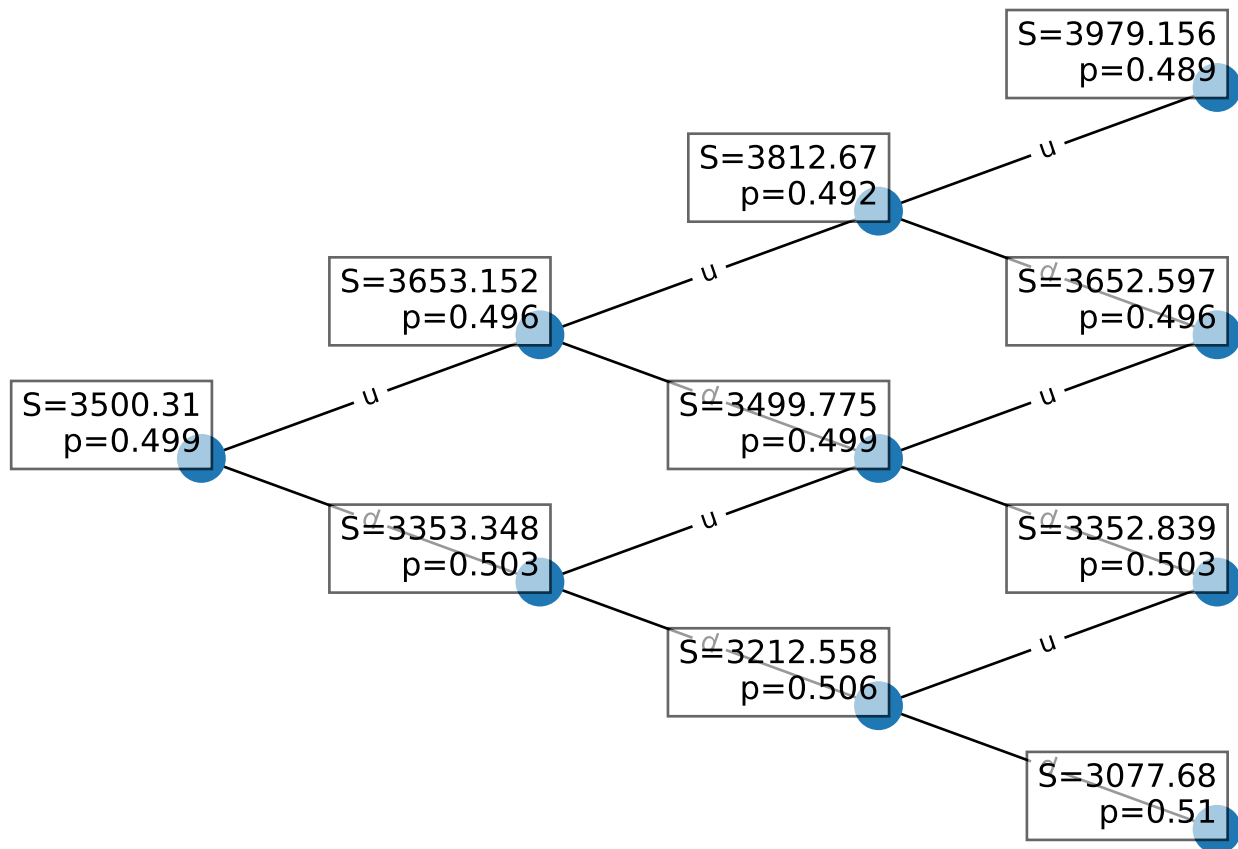 S=3979.156
p=0.489
u
S=3812.67
p=0.492
u
d
S=3653.152
p=0.496
S=3652.597
p=0.496
u
d
u
S=3500.31
p=0.499
S=3499.775
p=0.499
d
u
d
S=3353.348
p=0.503
S=3352.839
p=0.503
d
u
S=3212.558
p=0.506
d
S=3077.68
p=0.51